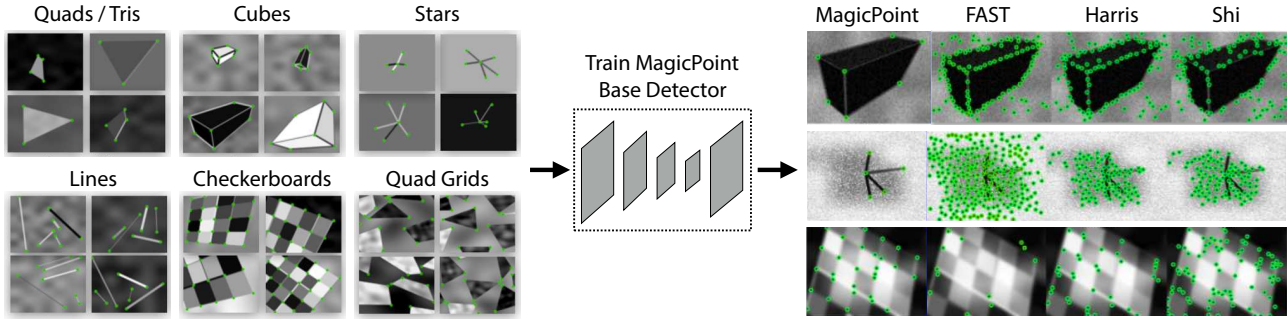 Quads / Tris
Cubes
Stars
Lines
Checkerboards
Quad Grids
Train MagicPoint
Base Detector
MagicPoint
FAST
Harris
Shi